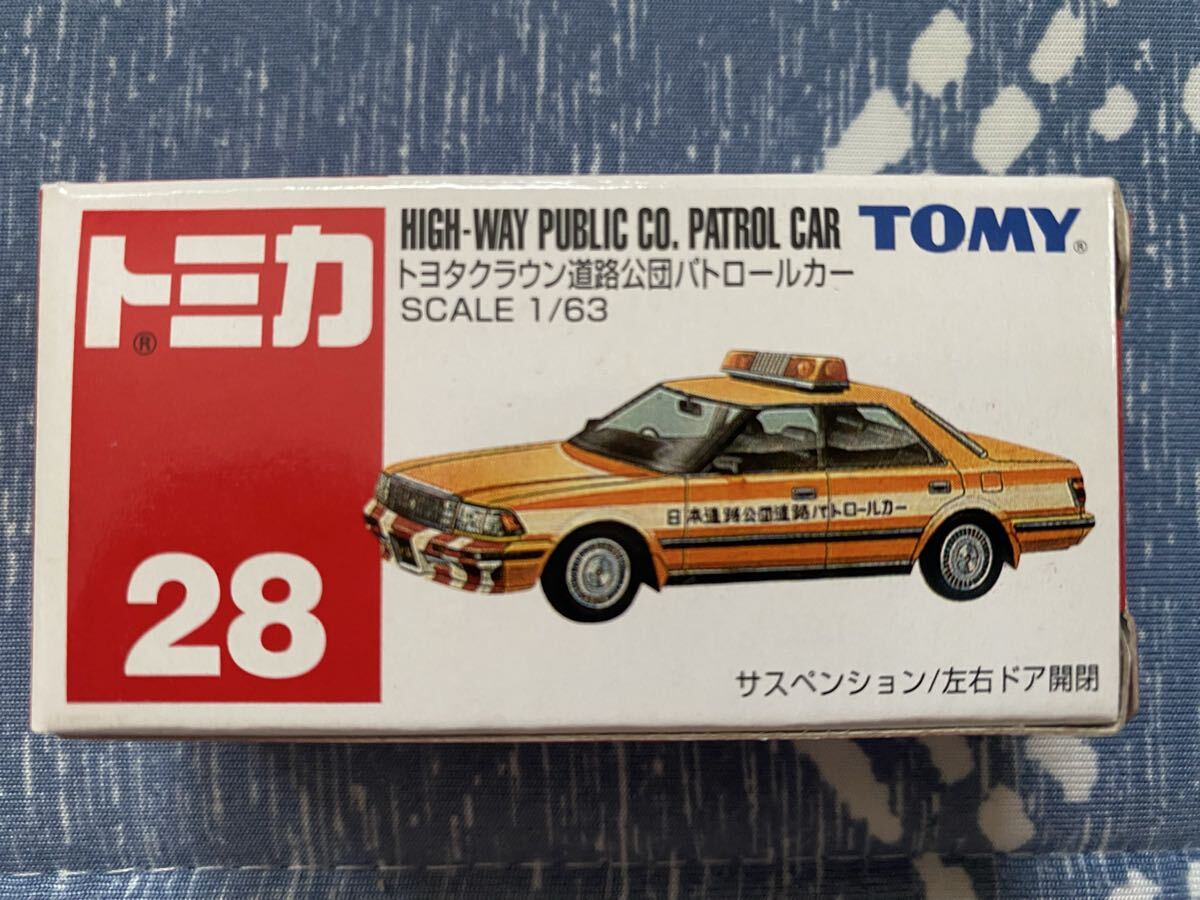 トミカ®
28
HIGH-WAY PUBLIC CO. PATROL CAR
TOMY®
トヨタクラウン道路公団パトロールカー
SCALE 1/63
日本道路公団道路パトロールカー
サスペンション/左右ドア開閉